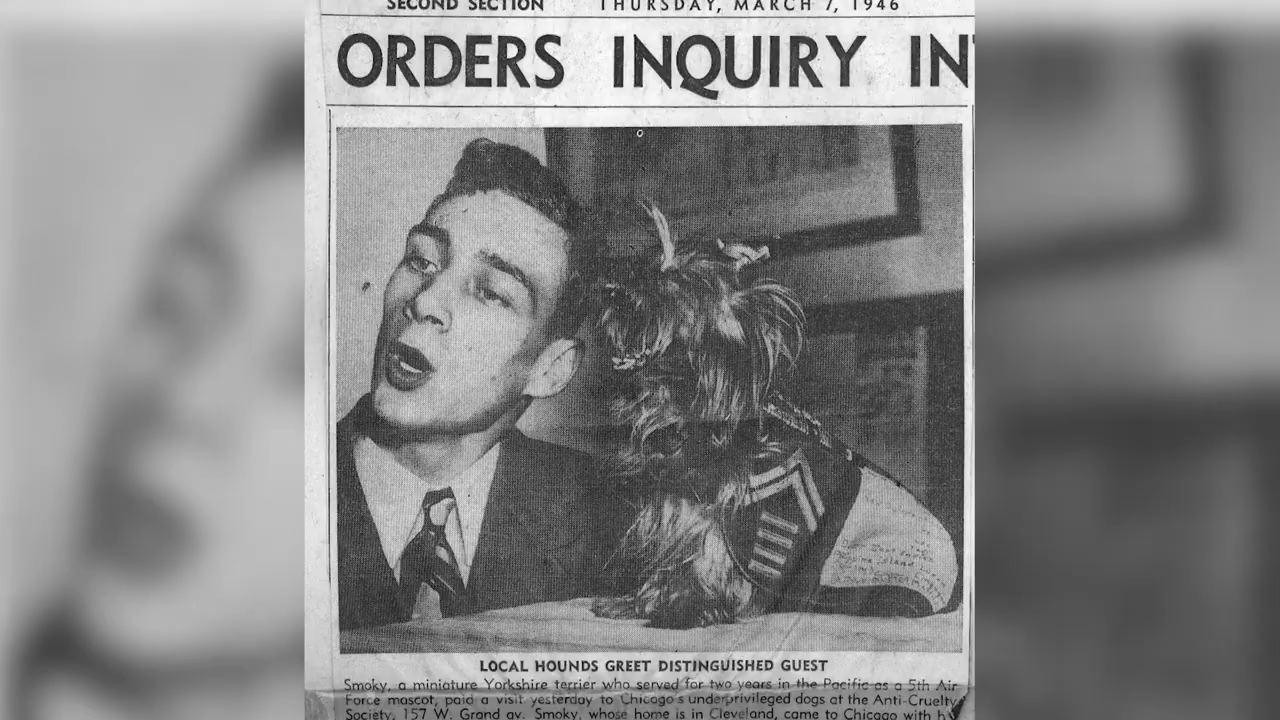 SECOND SECTION THURSDAY, MARCH 7, 1946
ORDERS INQUIRY IN
LOCAL HOUNDS GREET DISTINGUISHED GUEST
Smoky, a miniature Yorkshire terrier who served for two years in the Pacific as a 5th Air
Force mascot, paid a visit yesterday to Chicago's underprivileged dogs at the Anti-Cruelty
Society, 157 W. Grand av. Smoky, whose home is in Cleveland, came to Chicago with